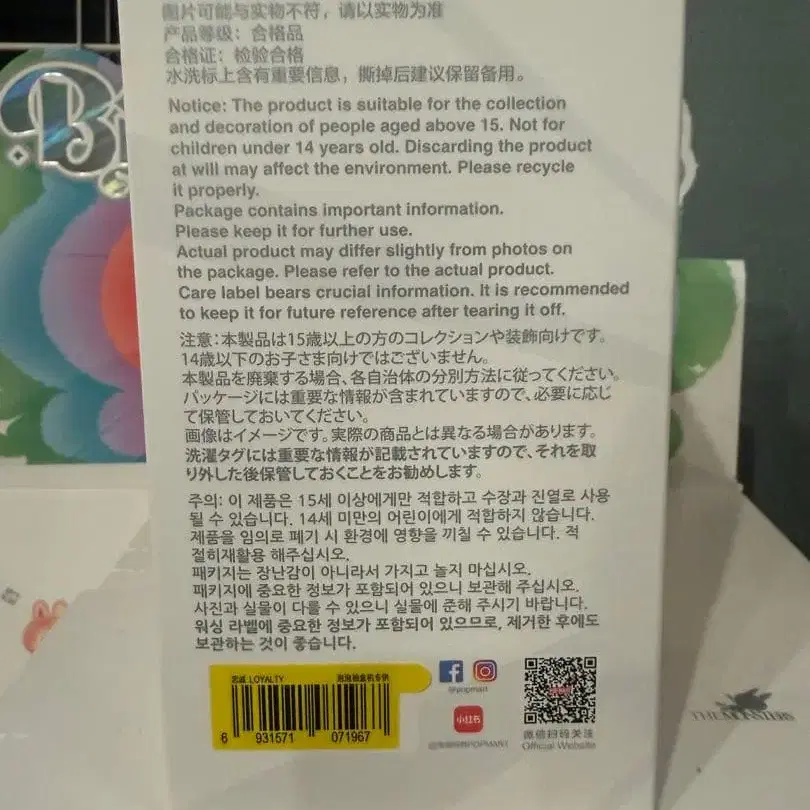 图片可能与实物不符，请以实物为准
产品等级：合格品
合格证：检验合格
水洗标上含有重要信息，撕掉后建议保留备用。
Notice: The product is suitable for the collection
and decoration of people aged above 15. Not for
children under 14 years old. Discarding the product
at will may affect the environment. Please recycle
it properly.
Package contains important information.
Please keep it for further use.
Actual product may differ slightly from photos on
the package. Please refer to the actual product.
Care label bears crucial information. It is recommended
to keep it for future reference after tearing it off.
注意：本製品は15歳以上の方のコレクションや装飾向けです。
14歳以下のお子さま向けではございません。
本製品を廃棄する場合、各自治体の分別方法に従ってください。
パッケージには重要な情報が含まれていますので、必要に応じ
て保管しておいてください。
画像はイメージです。実際の商品とは異なる場合があります。
洗濯タグには重要な情報が記載されていますので、それを取
り外した後保管しておくことをお勧めします。
주의: 이 제품은 15세 이상에게만 적합하고 수장과 진열로 사용
될 수 있습니다. 14세 미만의 어린이에게 적합하지 않습니다.
제품을 임의로 폐기 시 환경에 영향을 끼칠 수 있습니다. 적
절히재활용 해주십시오.
패키지는 장난감이 아니라서 가지고 놀지 마십시오.
패키지에 중요한 정보가 포함되어 있으니 보관해 주십시오.
사진과 실물이 다를 수 있으니 실물에 준해 주시기 바랍니다.
워싱 라벨에 중요한 정보가 포함되어 있으므로, 제거한 후에도
보관하는 것이 좋습니다.
忠诚 LOYALTY
6 931571 071967
@popmart
小红书
POPMART
微信扫码关注
Official Website
THE MONSTERS